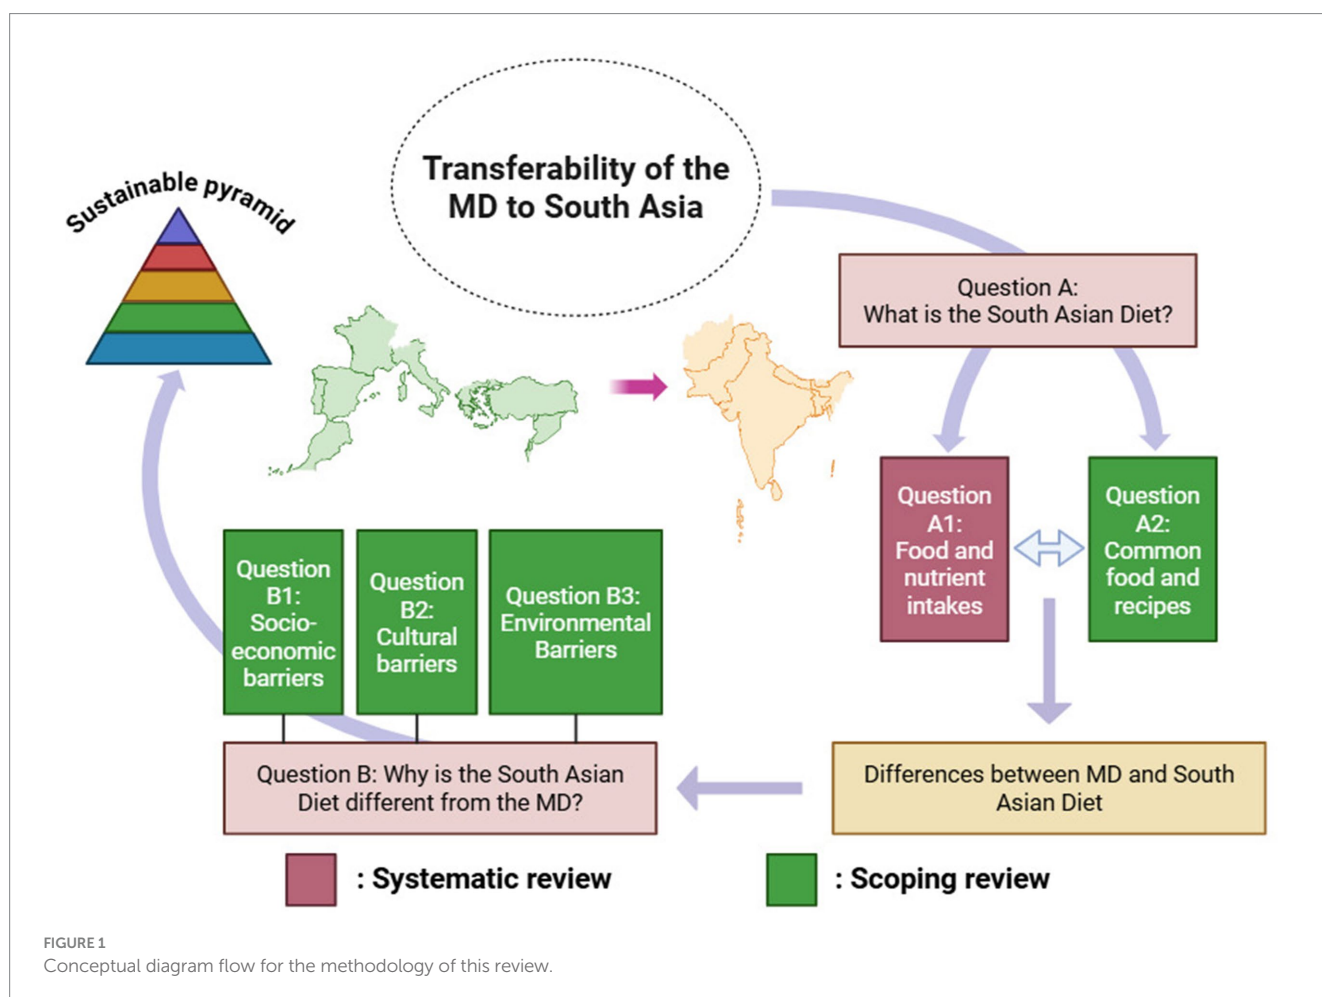 Transferability of the
MD to South Asia
Sustainable pyramid
Question A:
What is the South Asian Diet?
Question
A1:
Food and
nutrient
intakes
Question
A2:
Common
food and
recipes
Question
B1:
Socio-
economic
barriers
Question
B2:
Cultural
barriers
Question B3:
Environmental
Barriers
Question B: Why is the South Asian
Diet different from the MD?
Differences between MD and South
Asian Diet
: Systematic review
: Scoping review
FIGURE 1
Conceptual diagram flow for the methodology of this review.